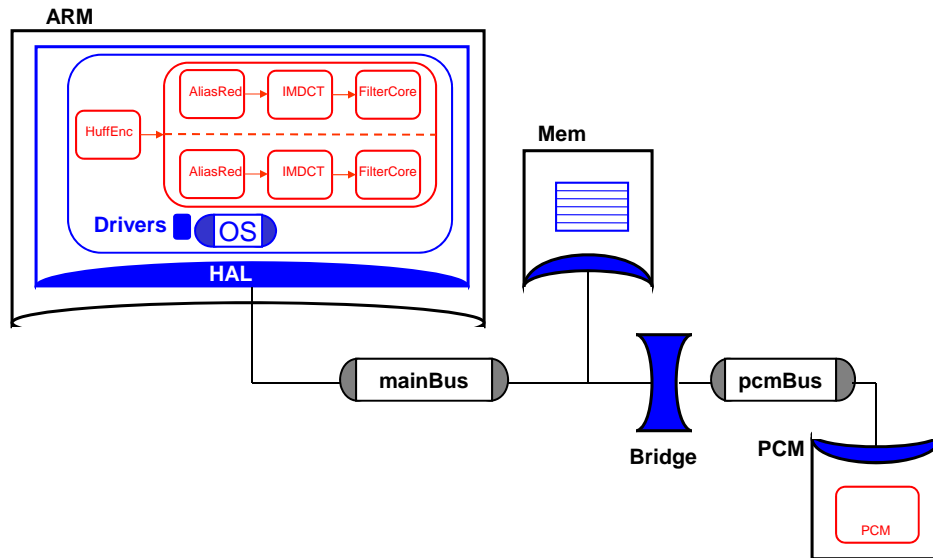 ARM
AliasRed
IMDCT
FilterCore
HuffEnc
AliasRed
IMDCT
FilterCore
Drivers
OS
HAL
Mem
mainBus
pcmBus
Bridge
PCM
PCM